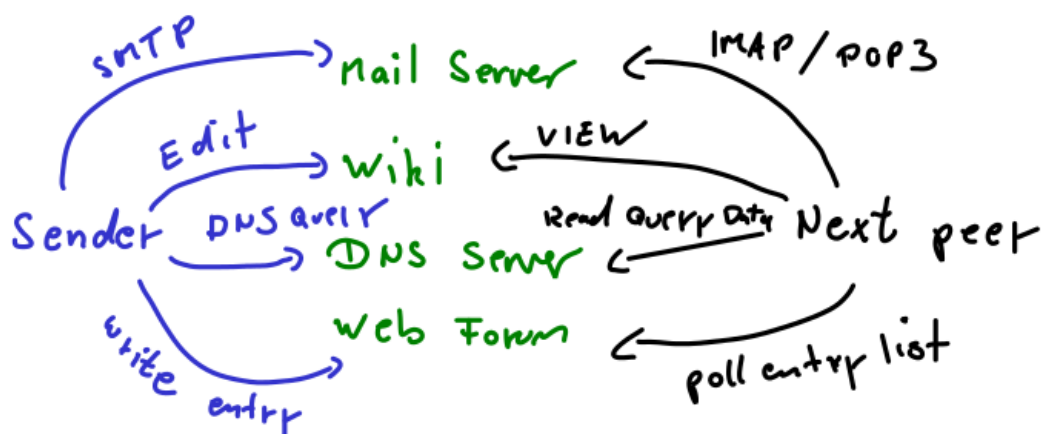 SMTP
Mail Server
IMAP / POP3
Edit
Wiki
VIEW
Sender
DNS Query
DNS Server
Read Query Data
Next peer
write entry
Web Forum
poll entry list